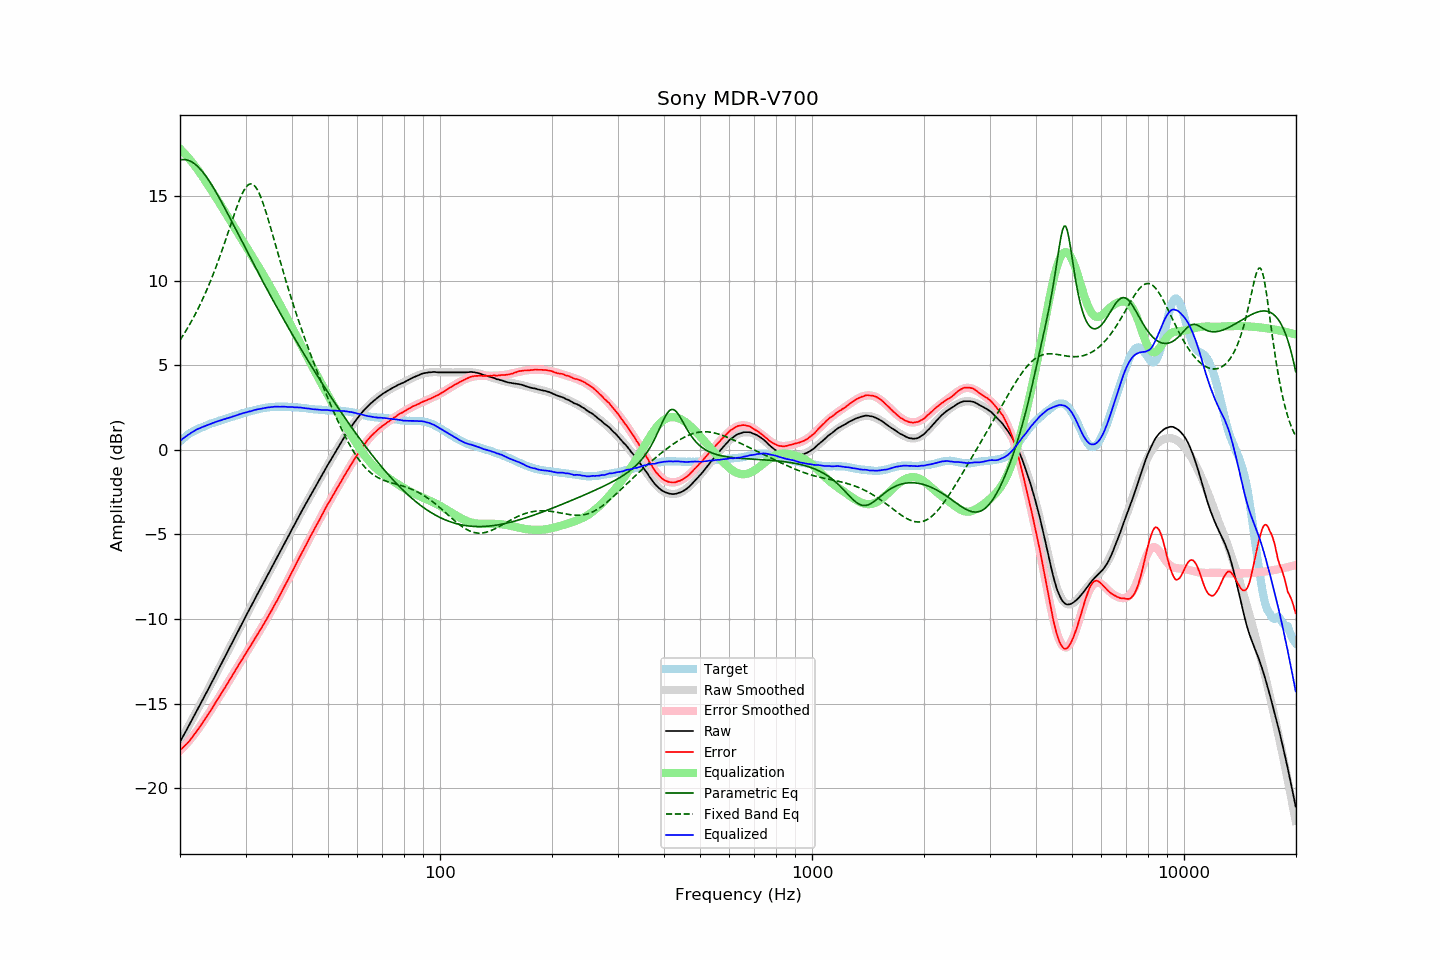 Sony MDR-V700
Amplitude (dBr)
15
10
5
0
−5
−10
−15
−20
Target
Raw Smoothed
Error Smoothed
Raw
Error
Equalization
Parametric Eq
Fixed Band Eq
Equalized
100
1000
10000
Frequency (Hz)